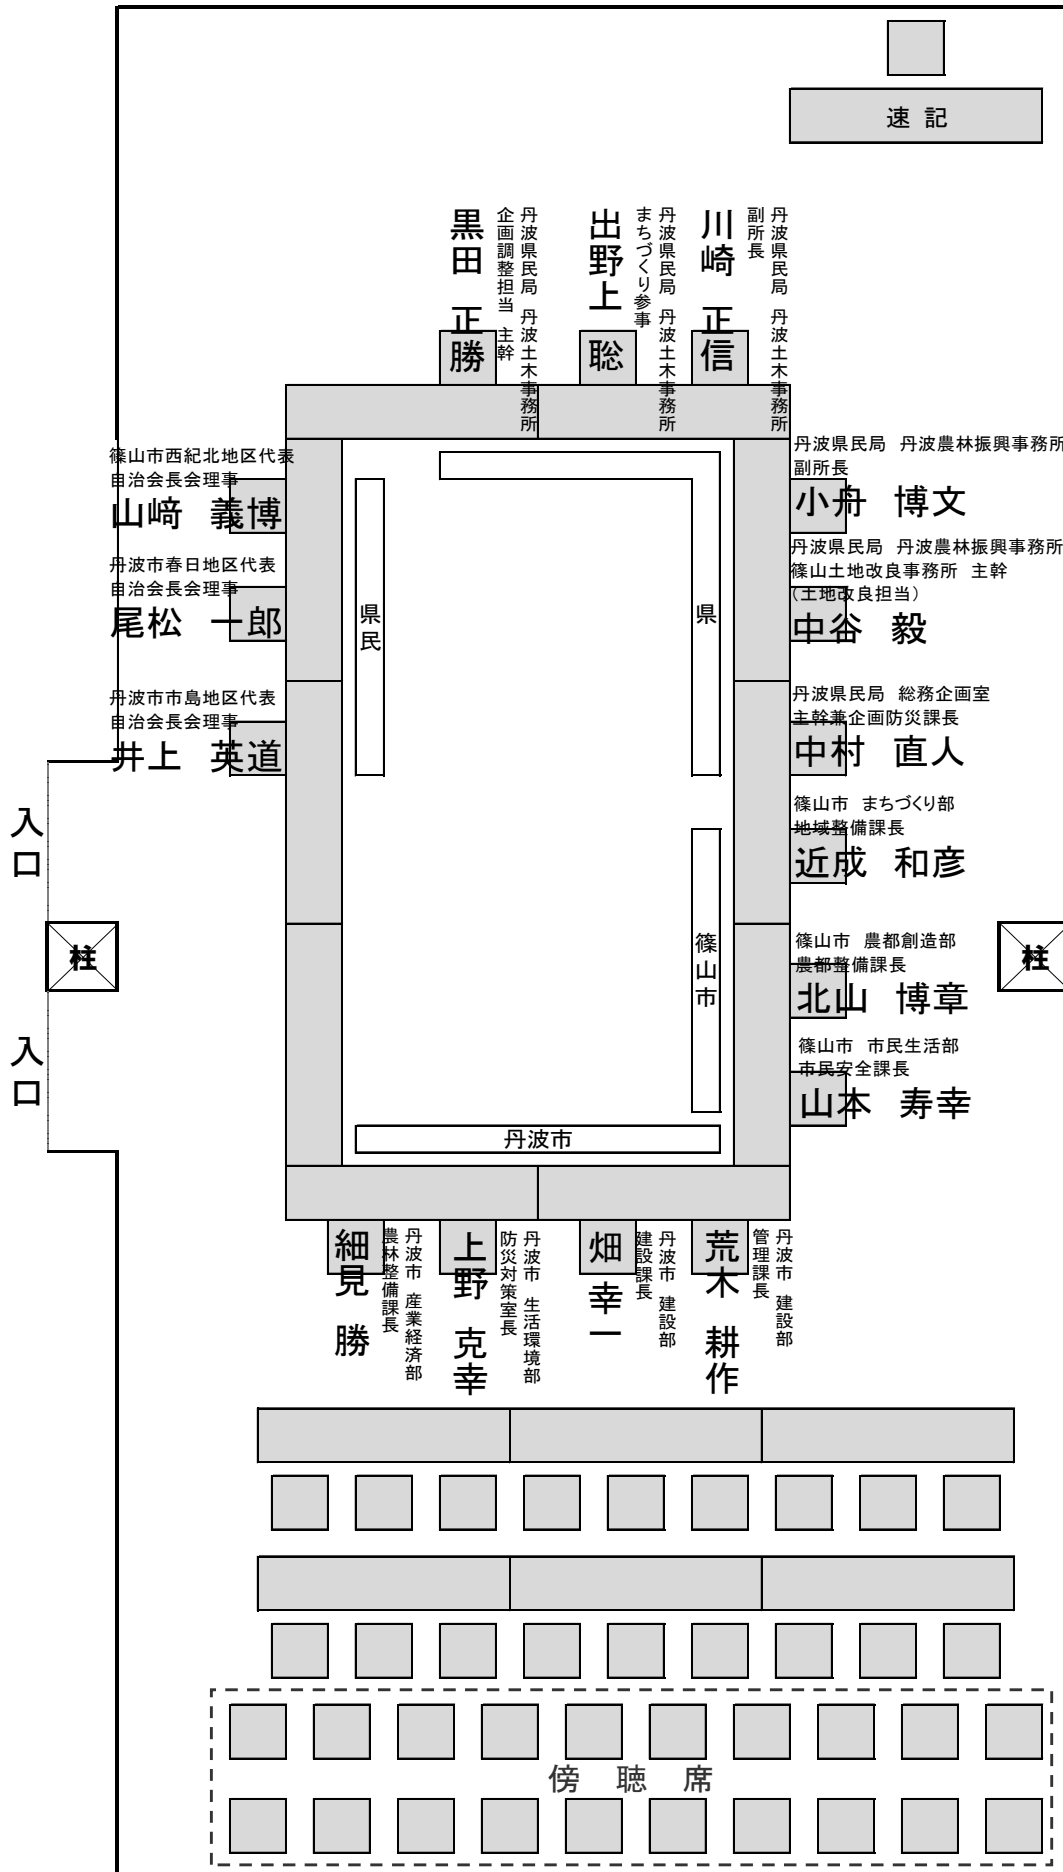 速 記
丹波県民局 丹波土木事務所
副所長
川崎 正信
丹波県民局 丹波土木事務所
まちづくり参事
出野上 聡
丹波県民局 丹波土木事務所
企画調整担当 主幹
黒田 正勝
篠山市西紀北地区代表
自治会長会理事
山﨑 義博
丹波市春日地区代表
自治会長会理事
尾松 一郎
丹波市市島地区代表
自治会長会理事
井上 英道
県民
県
丹波県民局 丹波農林振興事務所
副所長
小舟 博文
丹波県民局 丹波農林振興事務所
篠山土地改良事務所 主幹
（土地改良担当）
中谷 毅
丹波県民局 総務企画室
主幹兼企画防災課長
中村 直人
篠山市 まちづくり部
地域整備課長
近成 和彦
篠山市
篠山市 農都創造部
農都整備課長
北山 博章
篠山市 市民生活部
市民安全課長
山本 寿幸
入口
柱
入口
柱
丹波市
丹波市 建設部
管理課長
荒木 耕作
丹波市 建設部
建設課長
畑 幸一
丹波市 生活環境部
防災対策室長
上野 克幸
丹波市 産業経済部
農林整備課長
細見 勝
傍 聴 席